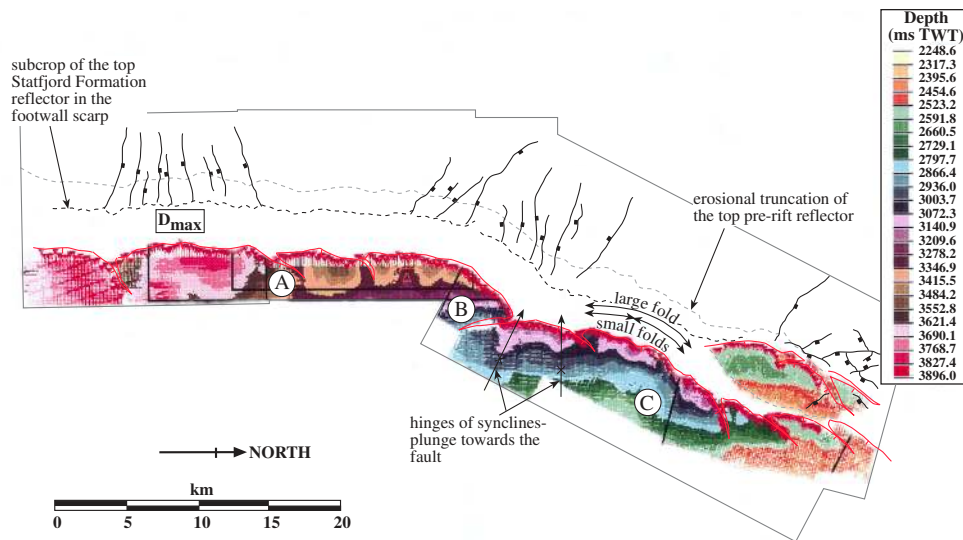 subcrop of the top
Statfjord Formation
reflector in the
footwall scarp
Dmax
A
B
C
erosional truncation of
the top pre-rift reflector
large fold
small folds
hinges of synclines-
plunge towards the
fault
NORTH
km
0 5 10 15 20
Depth
(ms TWT)
2248.6
2317.3
2395.6
2454.6
2523.2
2591.8
2660.5
2729.1
2797.7
2866.4
2936.0
3003.7
3072.3
3140.9
3209.6
3278.2
3346.9
3415.5
3484.2
3552.8
3621.4
3690.1
3768.7
3827.4
3896.0